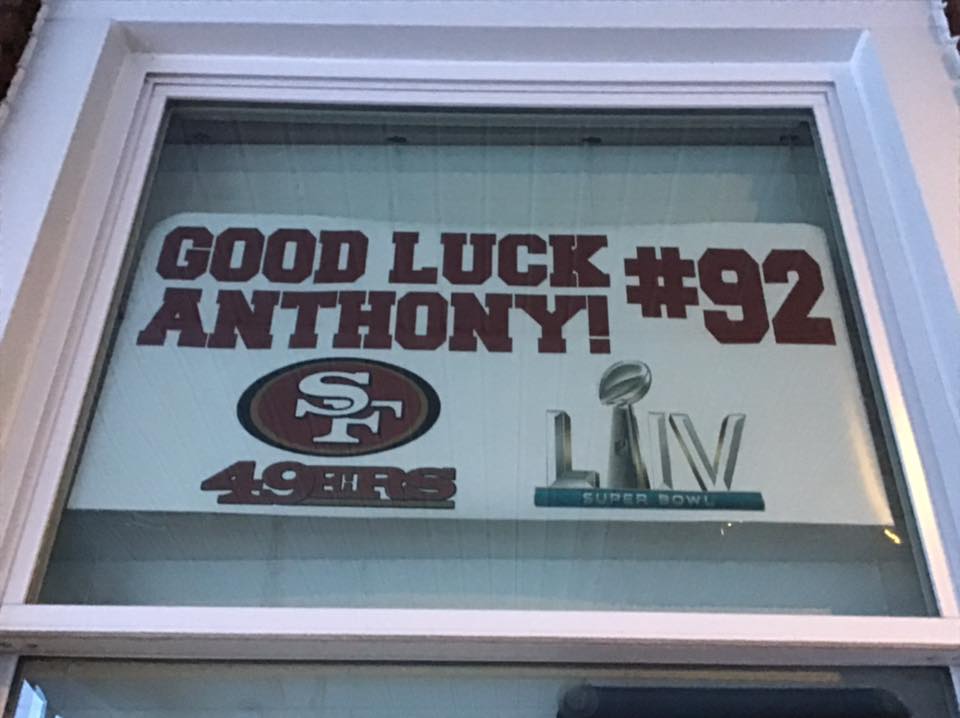 GOOD LUCK
ANTHONY!
#92
SF
49ERS
LIV
SUPER BOWL